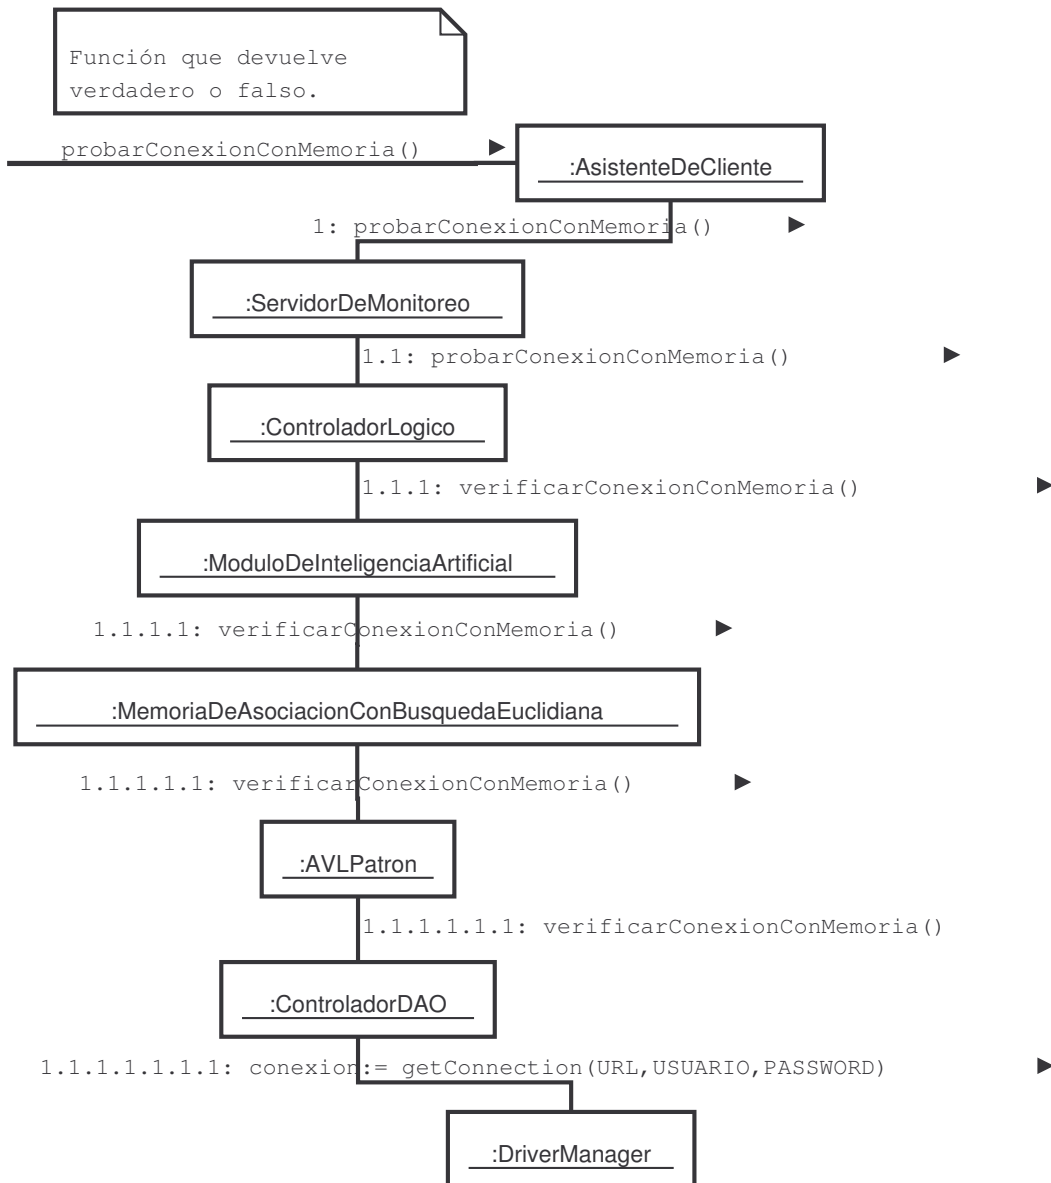 Función que devuelve
verdadero o falso.
probarConexionConMemoria()
:AsistenteDeCliente
1: probarConexionConMemoria()
:ServidorDeMonitoreo
1.1: probarConexionConMemoria()
:ControladorLogico
1.1.1: verificarConexionConMemoria()
:ModuloDeInteligenciaArtificial
1.1.1.1: verificarConexionConMemoria()
:MemoriaDeAsociacionConBusquedaEuclidiana
1.1.1.1.1: verificarConexionConMemoria()
:AVLPatron
1.1.1.1.1.1: verificarConexionConMemoria()
:ControladorDAO
1.1.1.1.1.1.1: conexion:= getConnection(URL,USUARIO,PASSWORD)
:DriverManager